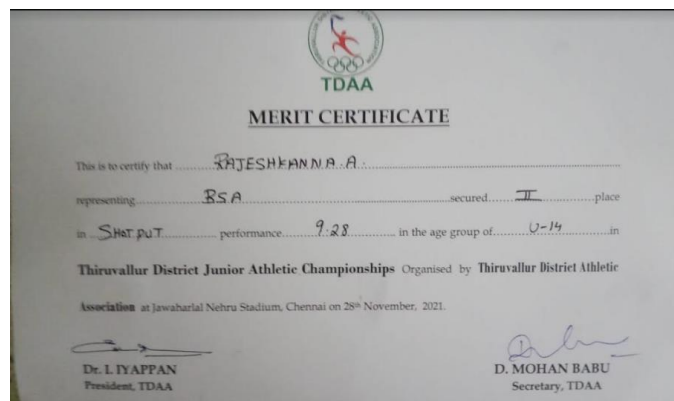 TDAA
MERIT CERTIFICATE
This is to certify that RAJESHKANNA.A.
representing BSA secured II place
in SHOT PUT performance 9.28 in the age group of U-14 in
Thiruvallur District Junior Athletic Championships Organised by Thiruvallur District Athletic
Association at Jawaharlal Nehru Stadium, Chennai on 28th November, 2021.
Dr. I. IYAPPAN D. MOHAN BABU
President, TDAA Secretary, TDAA